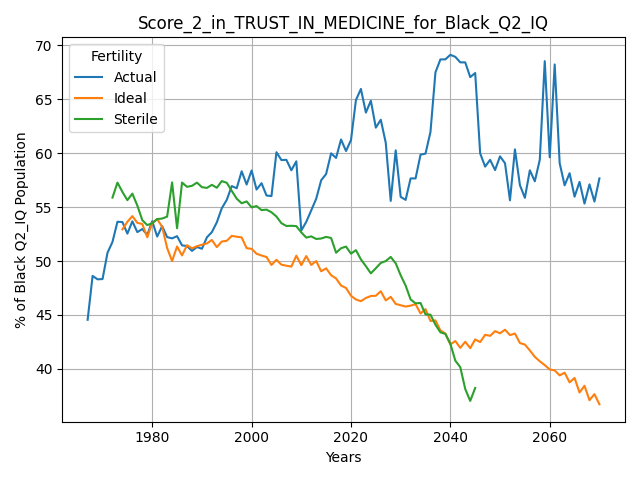 Score_2_in_TRUST_IN_MEDICINE_for_Black_Q2_IQ
% of Black Q2_IQ Population
70
65
60
55
50
45
40
Fertility
Actual
Ideal
Sterile
1980
2000
2020
2040
2060
Years